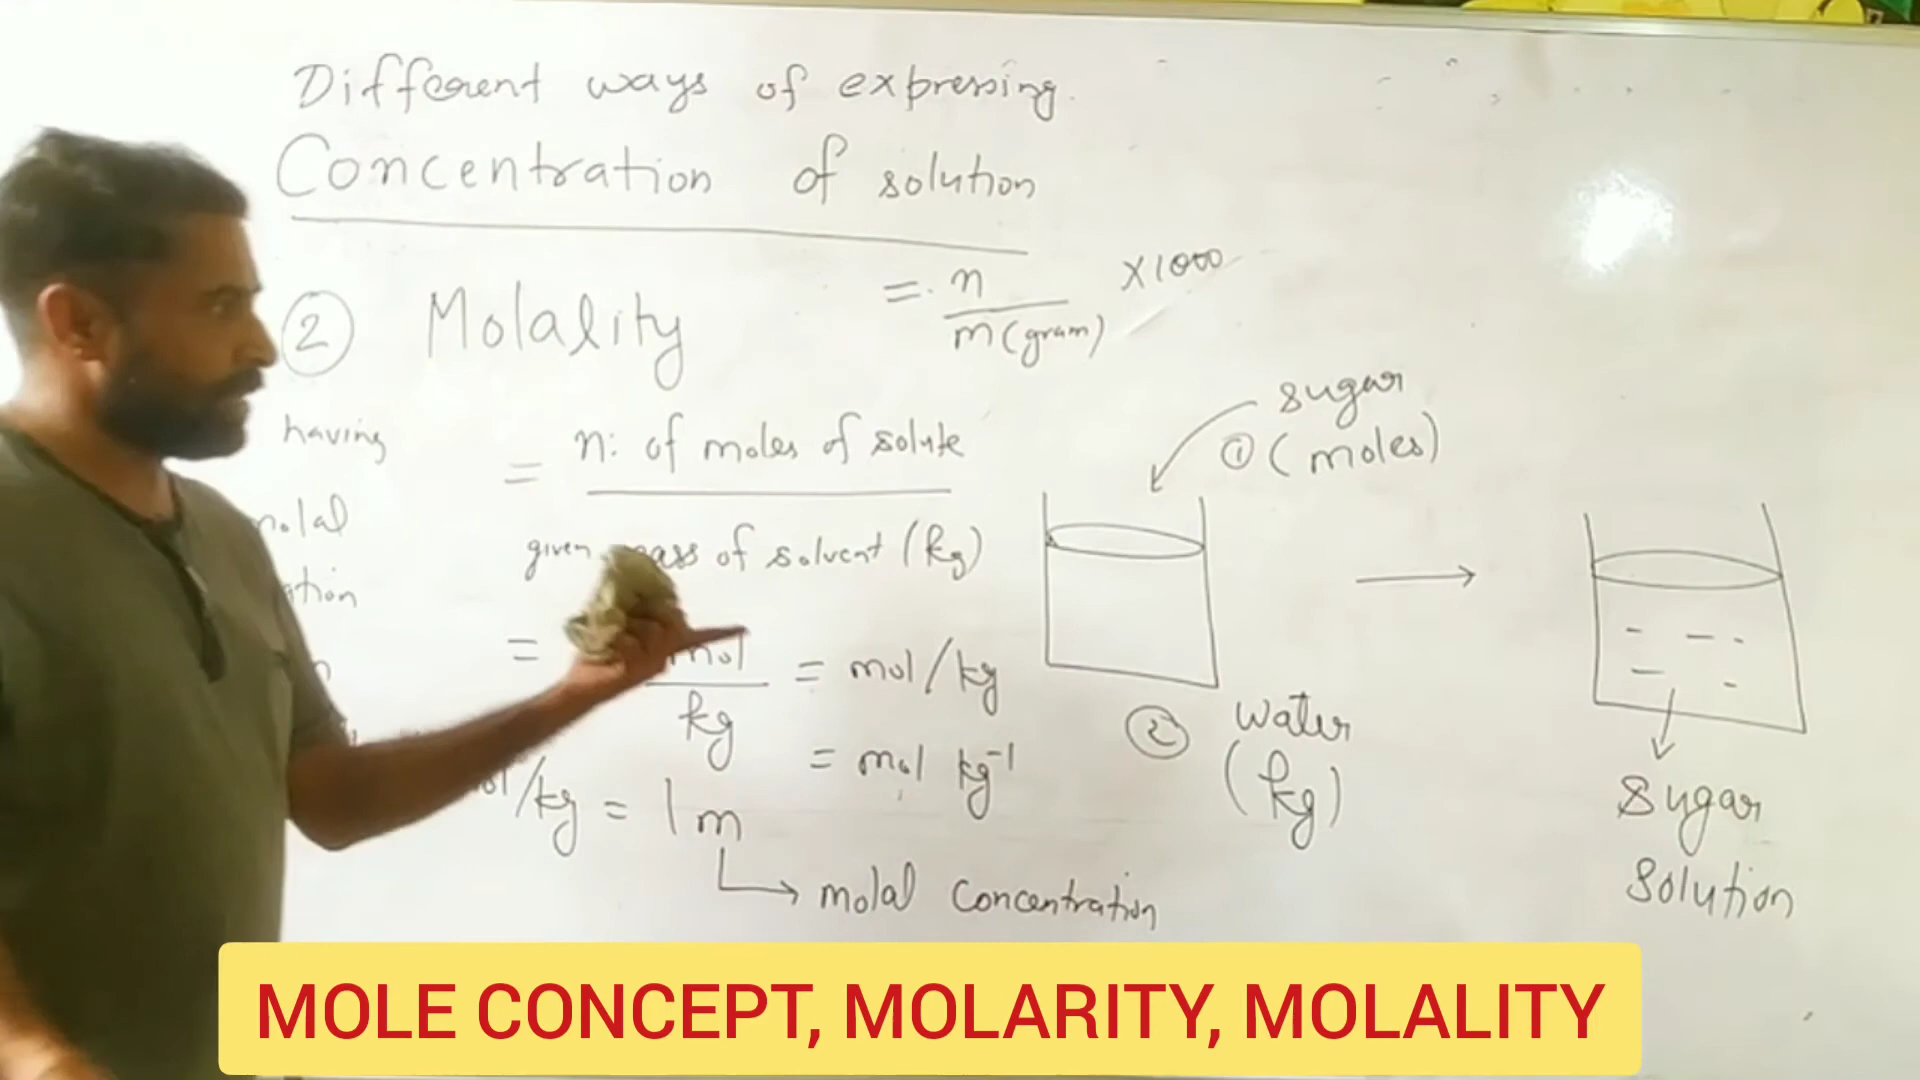 Different ways of expressing
Concentration of solution
② Molality
= n / m (gram) × 1000
having
= n: of moles of solute
given mass of solvent (kg)
= mol / kg = mol/kg
= mol kg⁻¹
/kg = 1 m
molal concentration
sugar
① (moles)
② water
(kg)
sugar
solution
MOLE CONCEPT, MOLARITY, MOLALITY